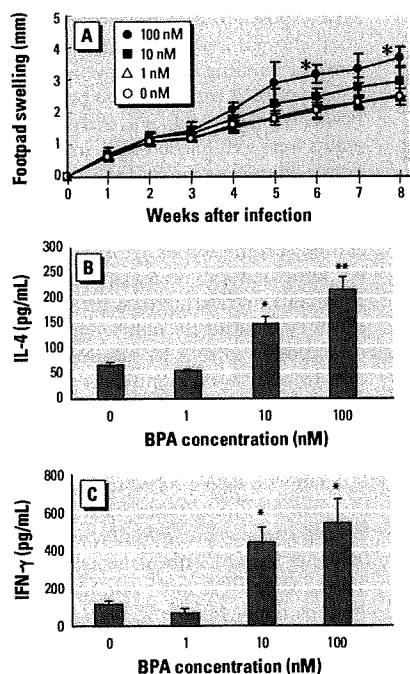 A
Footpad swelling (mm)
5
4
3
2
1
0
100 nM
10 nM
1 nM
0 nM
*
*
0 1 2 3 4 5 6 7 8
Weeks after infection
B
IL-4 (pg/mL)
300
250
200
150
100
50
0
*
**
0 1 10 100
BPA concentration (nM)
C
IFN-γ (pg/mL)
800
600
400
200
0
*
*
0 1 10 100
BPA concentration (nM)